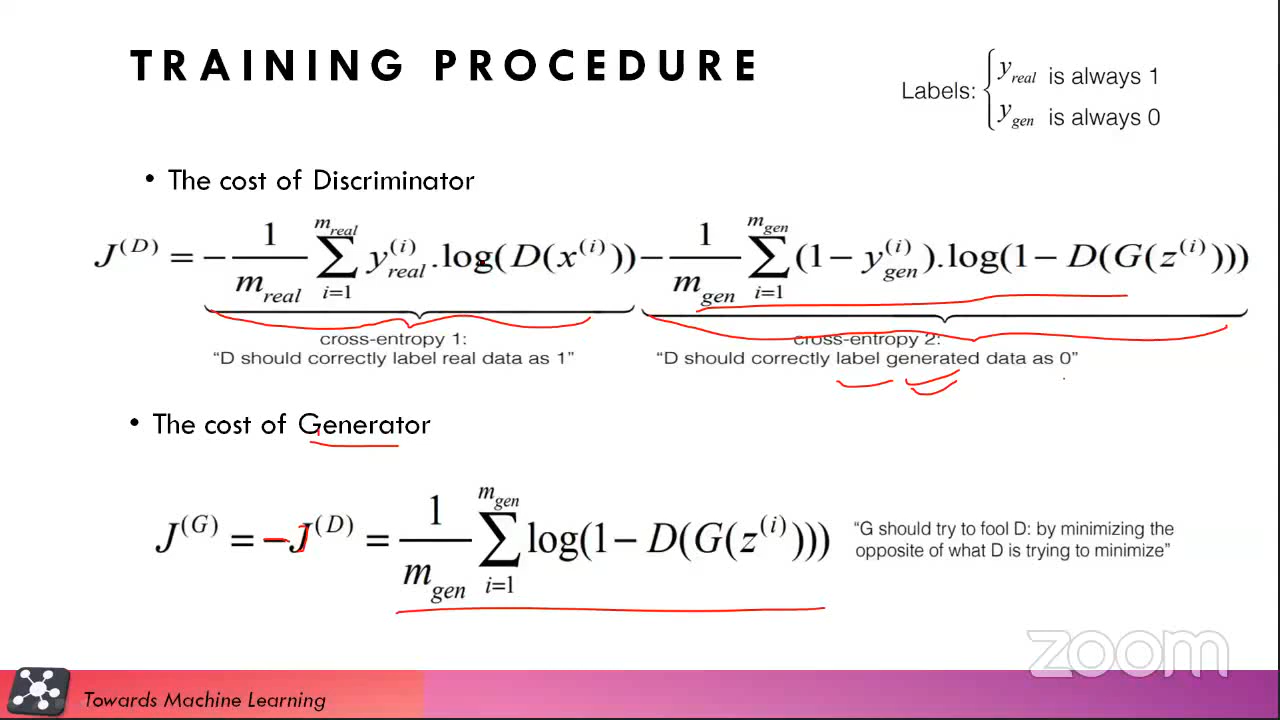 TRAINING PROCEDURE
Labels: { y_real is always 1
y_gen is always 0
• The cost of Discriminator
J^(D) = −1/m_real ∑_{i=1}^{m_real} y_real^(i).log(D(x^(i))) − 1/m_gen ∑_{i=1}^{m_gen} (1 − y_gen^(i)).log(1 − D(G(z^(i))))
cross-entropy 1:
"D should correctly label real data as 1"
cross-entropy 2:
"D should correctly label generated data as 0"
• The cost of Generator
J^(G) = −J^(D) = 1/m_gen ∑_{i=1}^{m_gen} log(1 − D(G(z^(i))))
"G should try to fool D: by minimizing the
opposite of what D is trying to minimize"
zoom
Towards Machine Learning